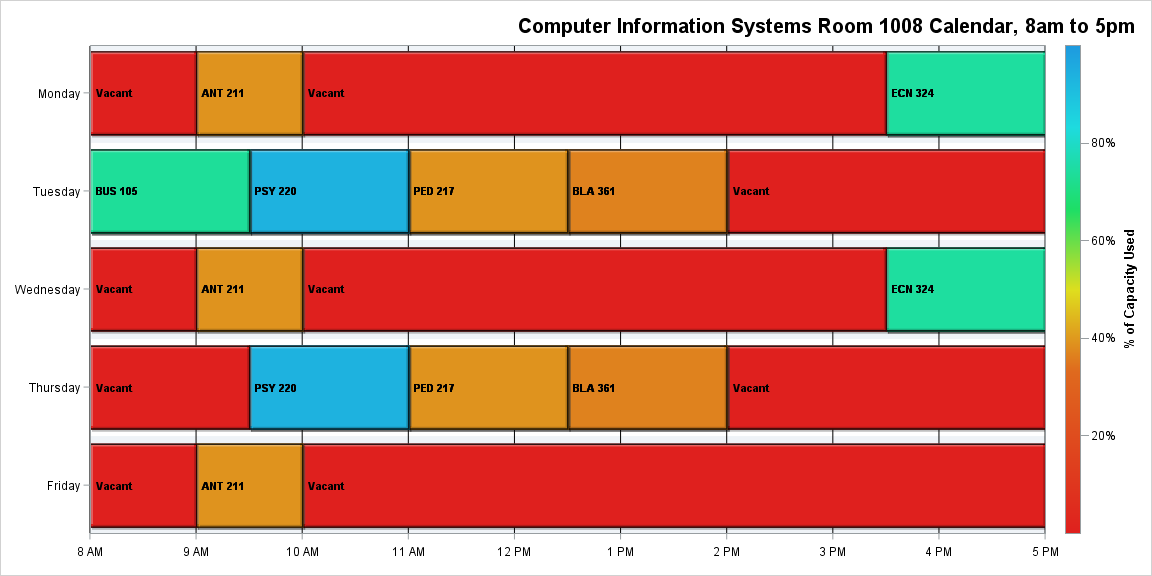 Computer Information Systems Room 1008 Calendar, 8am to 5pm
Monday
Vacant
ANT 211
Vacant
ECN 324
Tuesday
BUS 105
PSY 220
PED 217
BLA 361
Vacant
Wednesday
Vacant
ANT 211
Vacant
ECN 324
Thursday
Vacant
PSY 220
PED 217
BLA 361
Vacant
Friday
Vacant
ANT 211
Vacant
8 AM
9 AM
10 AM
11 AM
12 PM
1 PM
2 PM
3 PM
4 PM
5 PM
80%
60%
40%
20%
% of Capacity Used